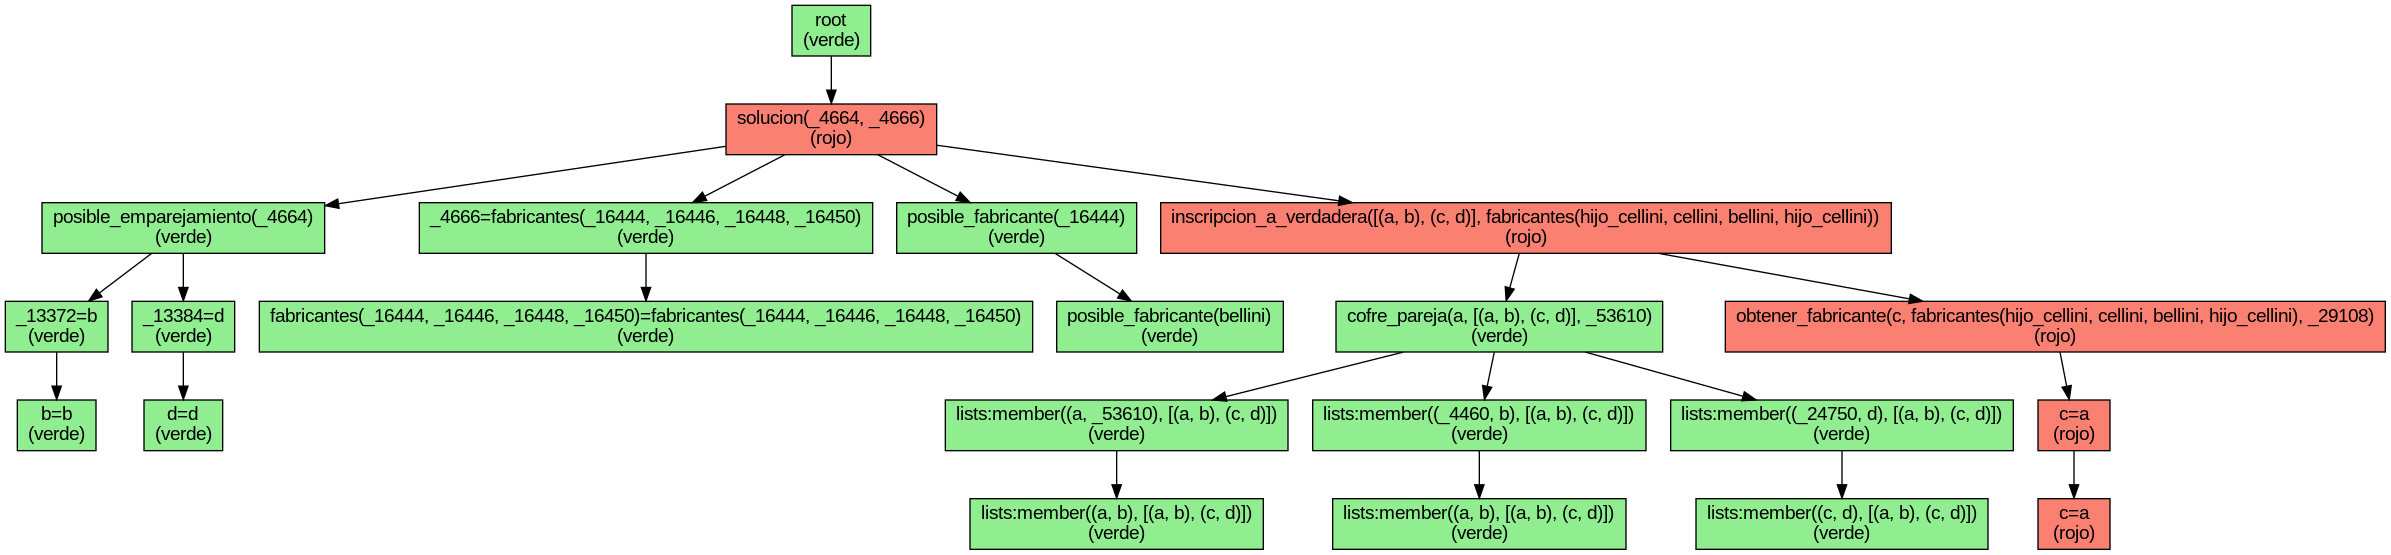 root
(verde)
solucion(_4664, _4666)
(rojo)
posible_emparejamiento(_4664)
(verde)
_4666=fabricantes(_16444, _16446, _16448, _16450)
(verde)
posible_fabricante(_16444)
(verde)
inscripcion_a_verdadera([(a, b), (c, d)], fabricantes(hijo_cellini, cellini, bellini, hijo_cellini))
(rojo)
_13372=b
(verde)
_13384=d
(verde)
fabricantes(_16444, _16446, _16448, _16450)=fabricantes(_16444, _16446, _16448, _16450)
(verde)
posible_fabricante(bellini)
(verde)
cofre_pareja(a, [(a, b), (c, d)], _53610)
(verde)
obtener_fabricante(c, fabricantes(hijo_cellini, cellini, bellini, hijo_cellini), _29108)
(rojo)
b=b
(verde)
d=d
(verde)
lists:member((a, _53610), [(a, b), (c, d)])
(verde)
lists:member((_4460, b), [(a, b), (c, d)])
(verde)
lists:member((_24750, d), [(a, b), (c, d)])
(verde)
c=a
(rojo)
lists:member((a, b), [(a, b), (c, d)])
(verde)
lists:member((a, b), [(a, b), (c, d)])
(verde)
lists:member((c, d), [(a, b), (c, d)])
(verde)
c=a
(rojo)